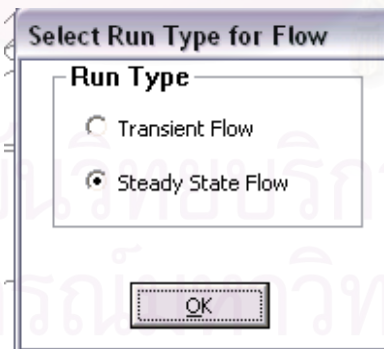 Select Run Type for Flow
Run Type
Transient Flow
Steady State Flow
OK